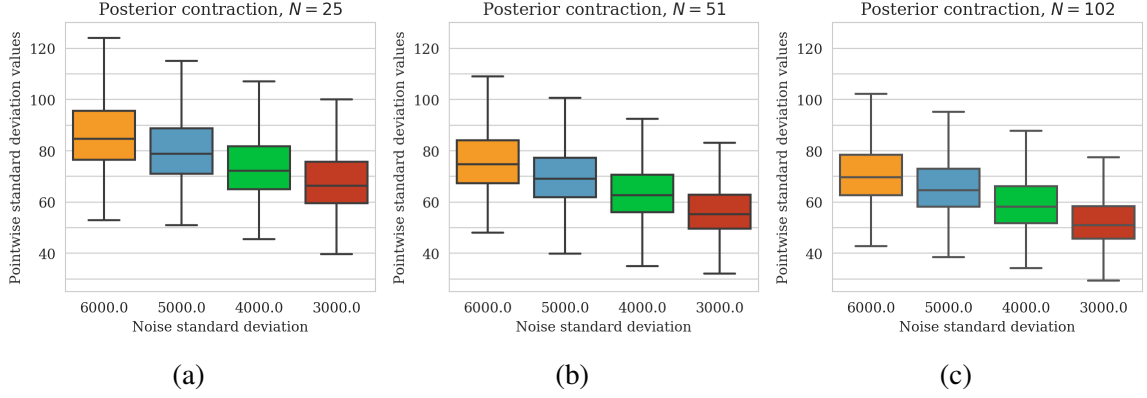 Posterior contraction, N = 25
Pointwise standard deviation values
120
100
80
60
40
6000.0 5000.0 4000.0 3000.0
Noise standard deviation
(a)
Posterior contraction, N = 51
Pointwise standard deviation values
120
100
80
60
40
6000.0 5000.0 4000.0 3000.0
Noise standard deviation
(b)
Posterior contraction, N = 102
Pointwise standard deviation values
120
100
80
60
40
6000.0 5000.0 4000.0 3000.0
Noise standard deviation
(c)